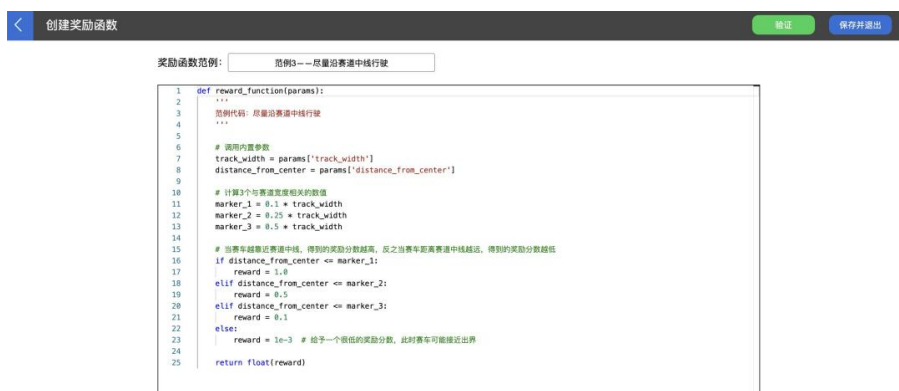 创建奖励函数
验证
保存并退出
奖励函数范例:
范例3——尽量沿赛道中线行驶
1 def reward_function(params):
2 '''
3 范例代码: 尽量沿赛道中线行驶
4 '''
5
6 # 调用内置参数
7 track_width = params['track_width']
8 distance_from_center = params['distance_from_center']
9
10 # 计算3个与赛道宽度相关的数值
11 marker_1 = 0.1 * track_width
12 marker_2 = 0.25 * track_width
13 marker_3 = 0.5 * track_width
14
15 # 当赛车越靠近赛道中线, 得到的奖励分数越高, 反之当赛车距离赛道中线越远, 得到的奖励分数越低
16 if distance_from_center <= marker_1:
17 reward = 1.0
18 elif distance_from_center <= marker_2:
19 reward = 0.5
20 elif distance_from_center <= marker_3:
21 reward = 0.1
22 else:
23 reward = 1e-3 # 给予一个很低的奖励分数, 此时赛车可能接近出界
24
25 return float(reward)